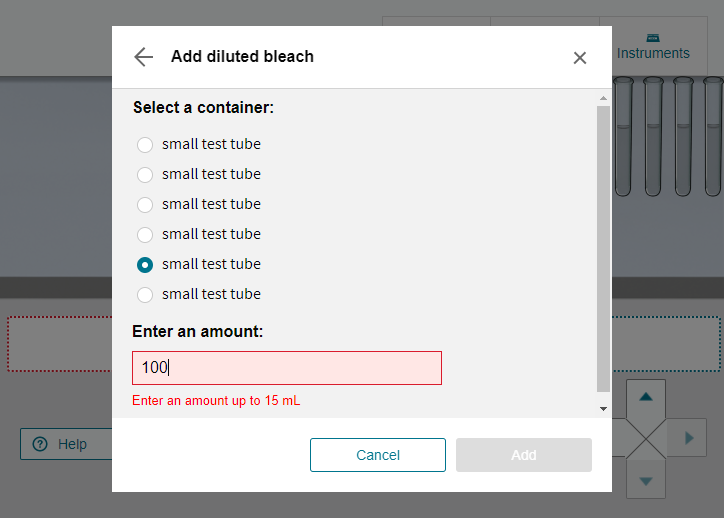 Instruments
Add diluted bleach
Select a container:
small test tube
small test tube
small test tube
small test tube
small test tube
small test tube
Enter an amount:
100
Enter an amount up to 15 mL
Help
Cancel
Add